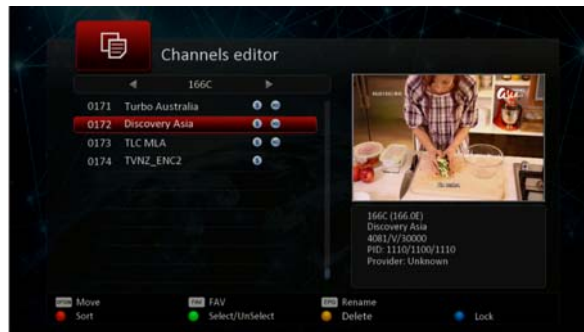 Channels editor
166C
0171 Turbo Australia
0172 Discovery Asia
0173 TLC MLA
0174 TVNZ_ENC2
166C (166.0E)
Discovery Asia
4081/V/30000
PID: 1110/1100/1110
Provider: Unknown
Move
FAV
Rename
Sort
Select/UnSelect
Delete
Lock